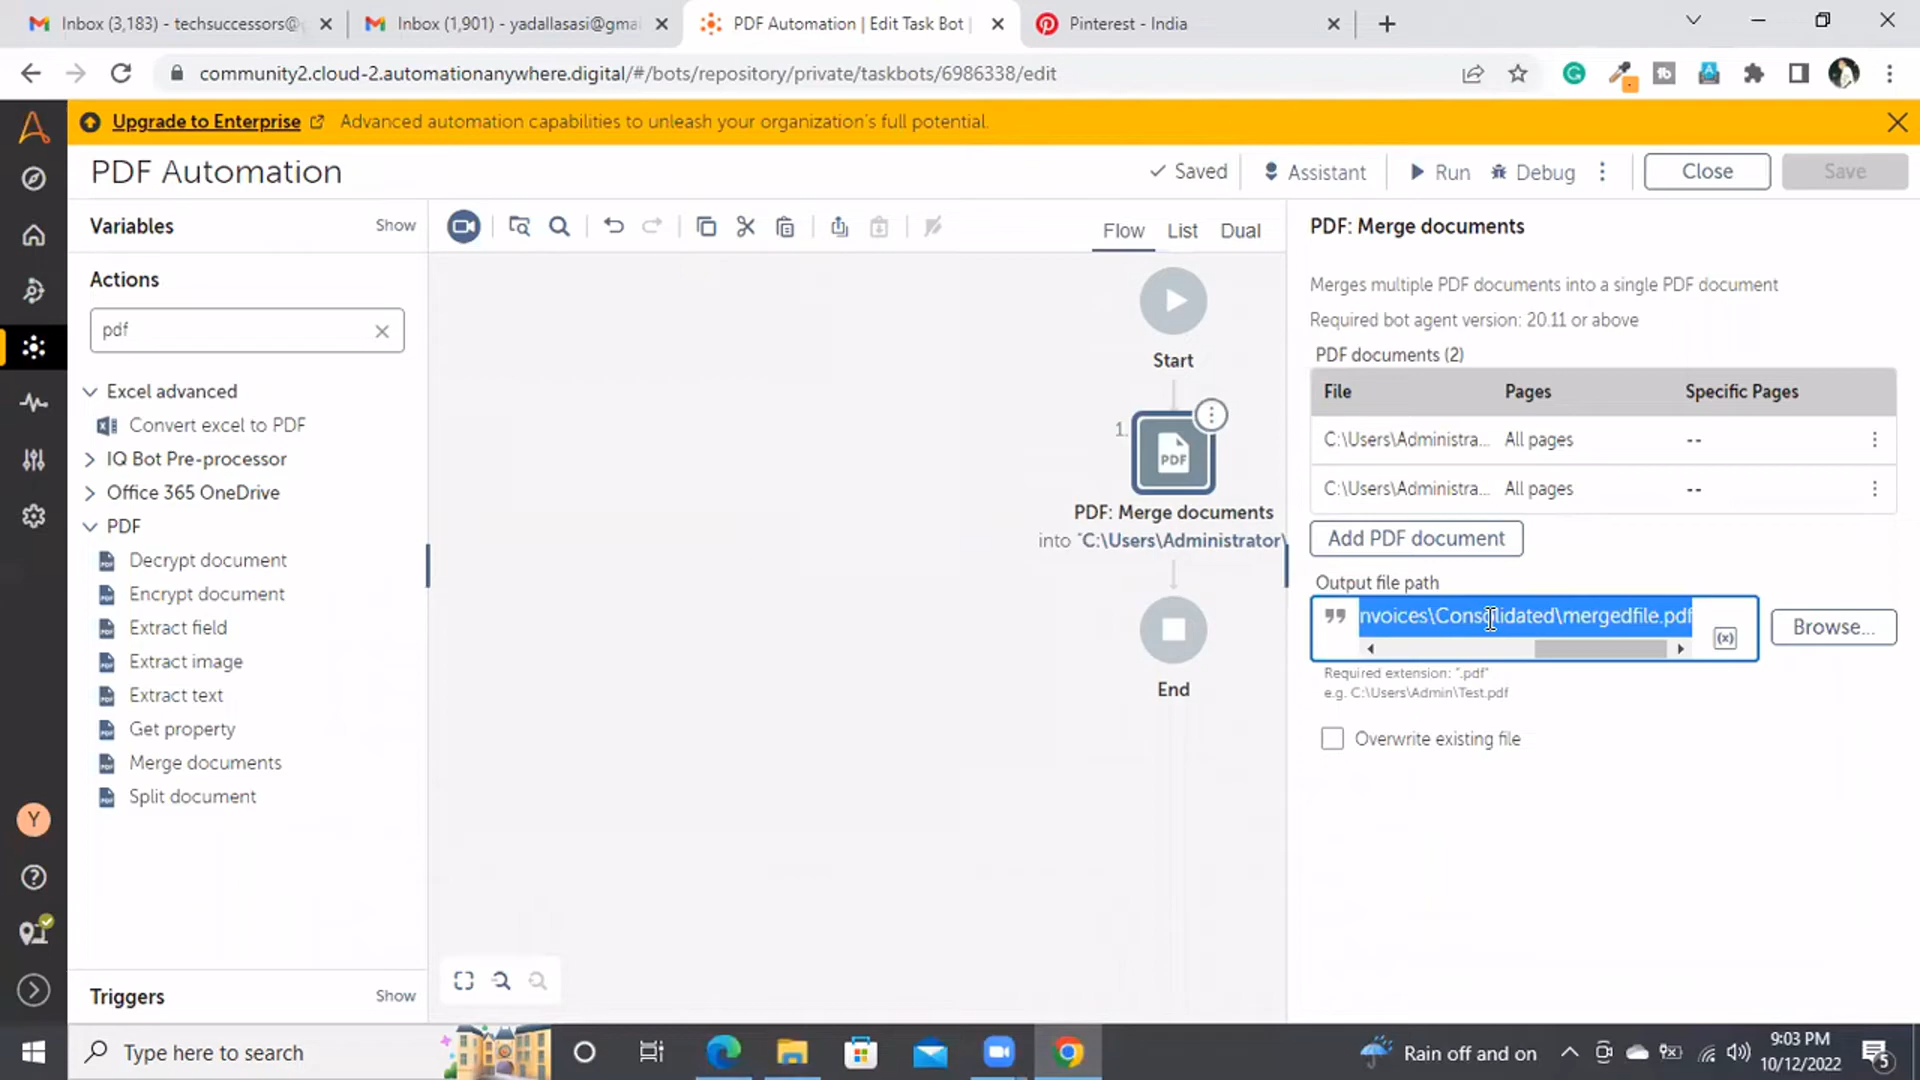 Inbox (3,183) - techsuccessors@
Inbox (1,901) - yadallasasi@gma
PDF Automation | Edit Task Bot |
Pinterest - India
community2.cloud-2.automationanywhere.digital/#/bots/repository/private/taskbots/6986338/edit
Upgrade to Enterprise Advanced automation capabilities to unleash your organization's full potential.
PDF Automation
Saved
Assistant
Run
Debug
Close
Save
Variables
Show
Actions
pdf
Excel advanced
Convert excel to PDF
IQ Bot Pre-processor
Office 365 OneDrive
PDF
Decrypt document
Encrypt document
Extract field
Extract image
Extract text
Get property
Merge documents
Split document
Triggers
Show
Y
Flow
List
Dual
Start
1.
PDF
PDF: Merge documents
into "C:\Users\Administrator\
End
PDF: Merge documents
Merges multiple PDF documents into a single PDF document
Required bot agent version: 20.11 or above
PDF documents (2)
File Pages Specific Pages
C:\Users\Administra... All pages --
C:\Users\Administra... All pages --
Add PDF document
Output file path
nvoices\Consolidated\mergedfile.pdf
(x)
Browse...
Required extension: ".pdf"
e.g. C:\Users\Admin\Test.pdf
Overwrite existing file
Type here to search
Rain off and on
9:03 PM
10/12/2022
5